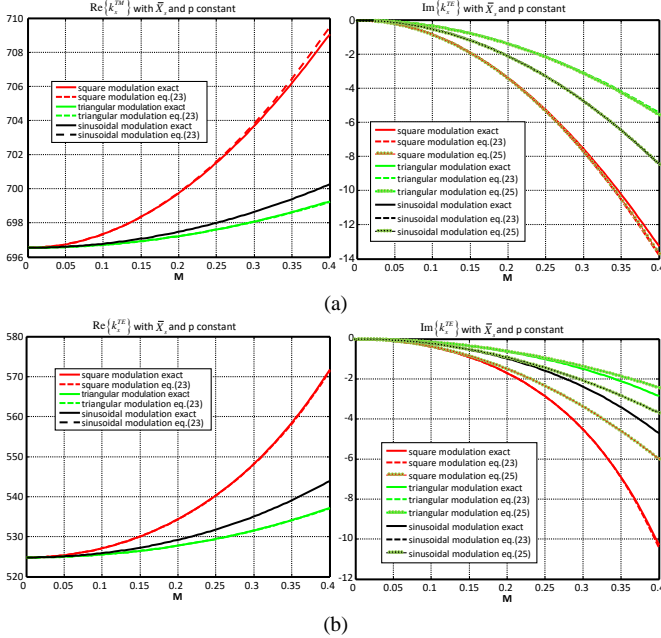 Re{k_x^{TM}} with X̄_s and p constant
710
708
706
704
702
700
698
696
square modulation exact
square modulation eq.(23)
triangular modulation exact
triangular modulation eq.(23)
sinusoidal modulation exact
sinusoidal modulation eq.(23)
0 0.05 0.1 0.15 0.2 0.25 0.3 0.35 0.4
M
Im{k_x^{TE}} with X̄_s and p constant
0
-2
-4
-6
-8
-10
-12
-14
square modulation exact
square modulation eq.(23)
square modulation eq.(25)
triangular modulation exact
triangular modulation eq.(23)
triangular modulation eq.(25)
sinusoidal modulation exact
sinusoidal modulation eq.(23)
sinusoidal modulation eq.(25)
0 0.05 0.1 0.15 0.2 0.25 0.3 0.35 0.4
M
(a)
Re{k_x^{TE}} with X̄_s and p constant
580
570
560
550
540
530
520
square modulation exact
square modulation eq.(23)
triangular modulation exact
triangular modulation eq.(23)
sinusoidal modulation exact
sinusoidal modulation eq.(23)
0 0.05 0.1 0.15 0.2 0.25 0.3 0.35 0.4
M
Im{k_x^{TE}} with X̄_s and p constant
0
-2
-4
-6
-8
-10
-12
square modulation exact
square modulation eq.(23)
square modulation eq.(25)
triangular modulation exact
triangular modulation eq.(23)
triangular modulation eq.(25)
sinusoidal modulation exact
sinusoidal modulation eq.(23)
sinusoidal modulation eq.(25)
0 0.05 0.1 0.15 0.2 0.25 0.3 0.35 0.4
M
(b)